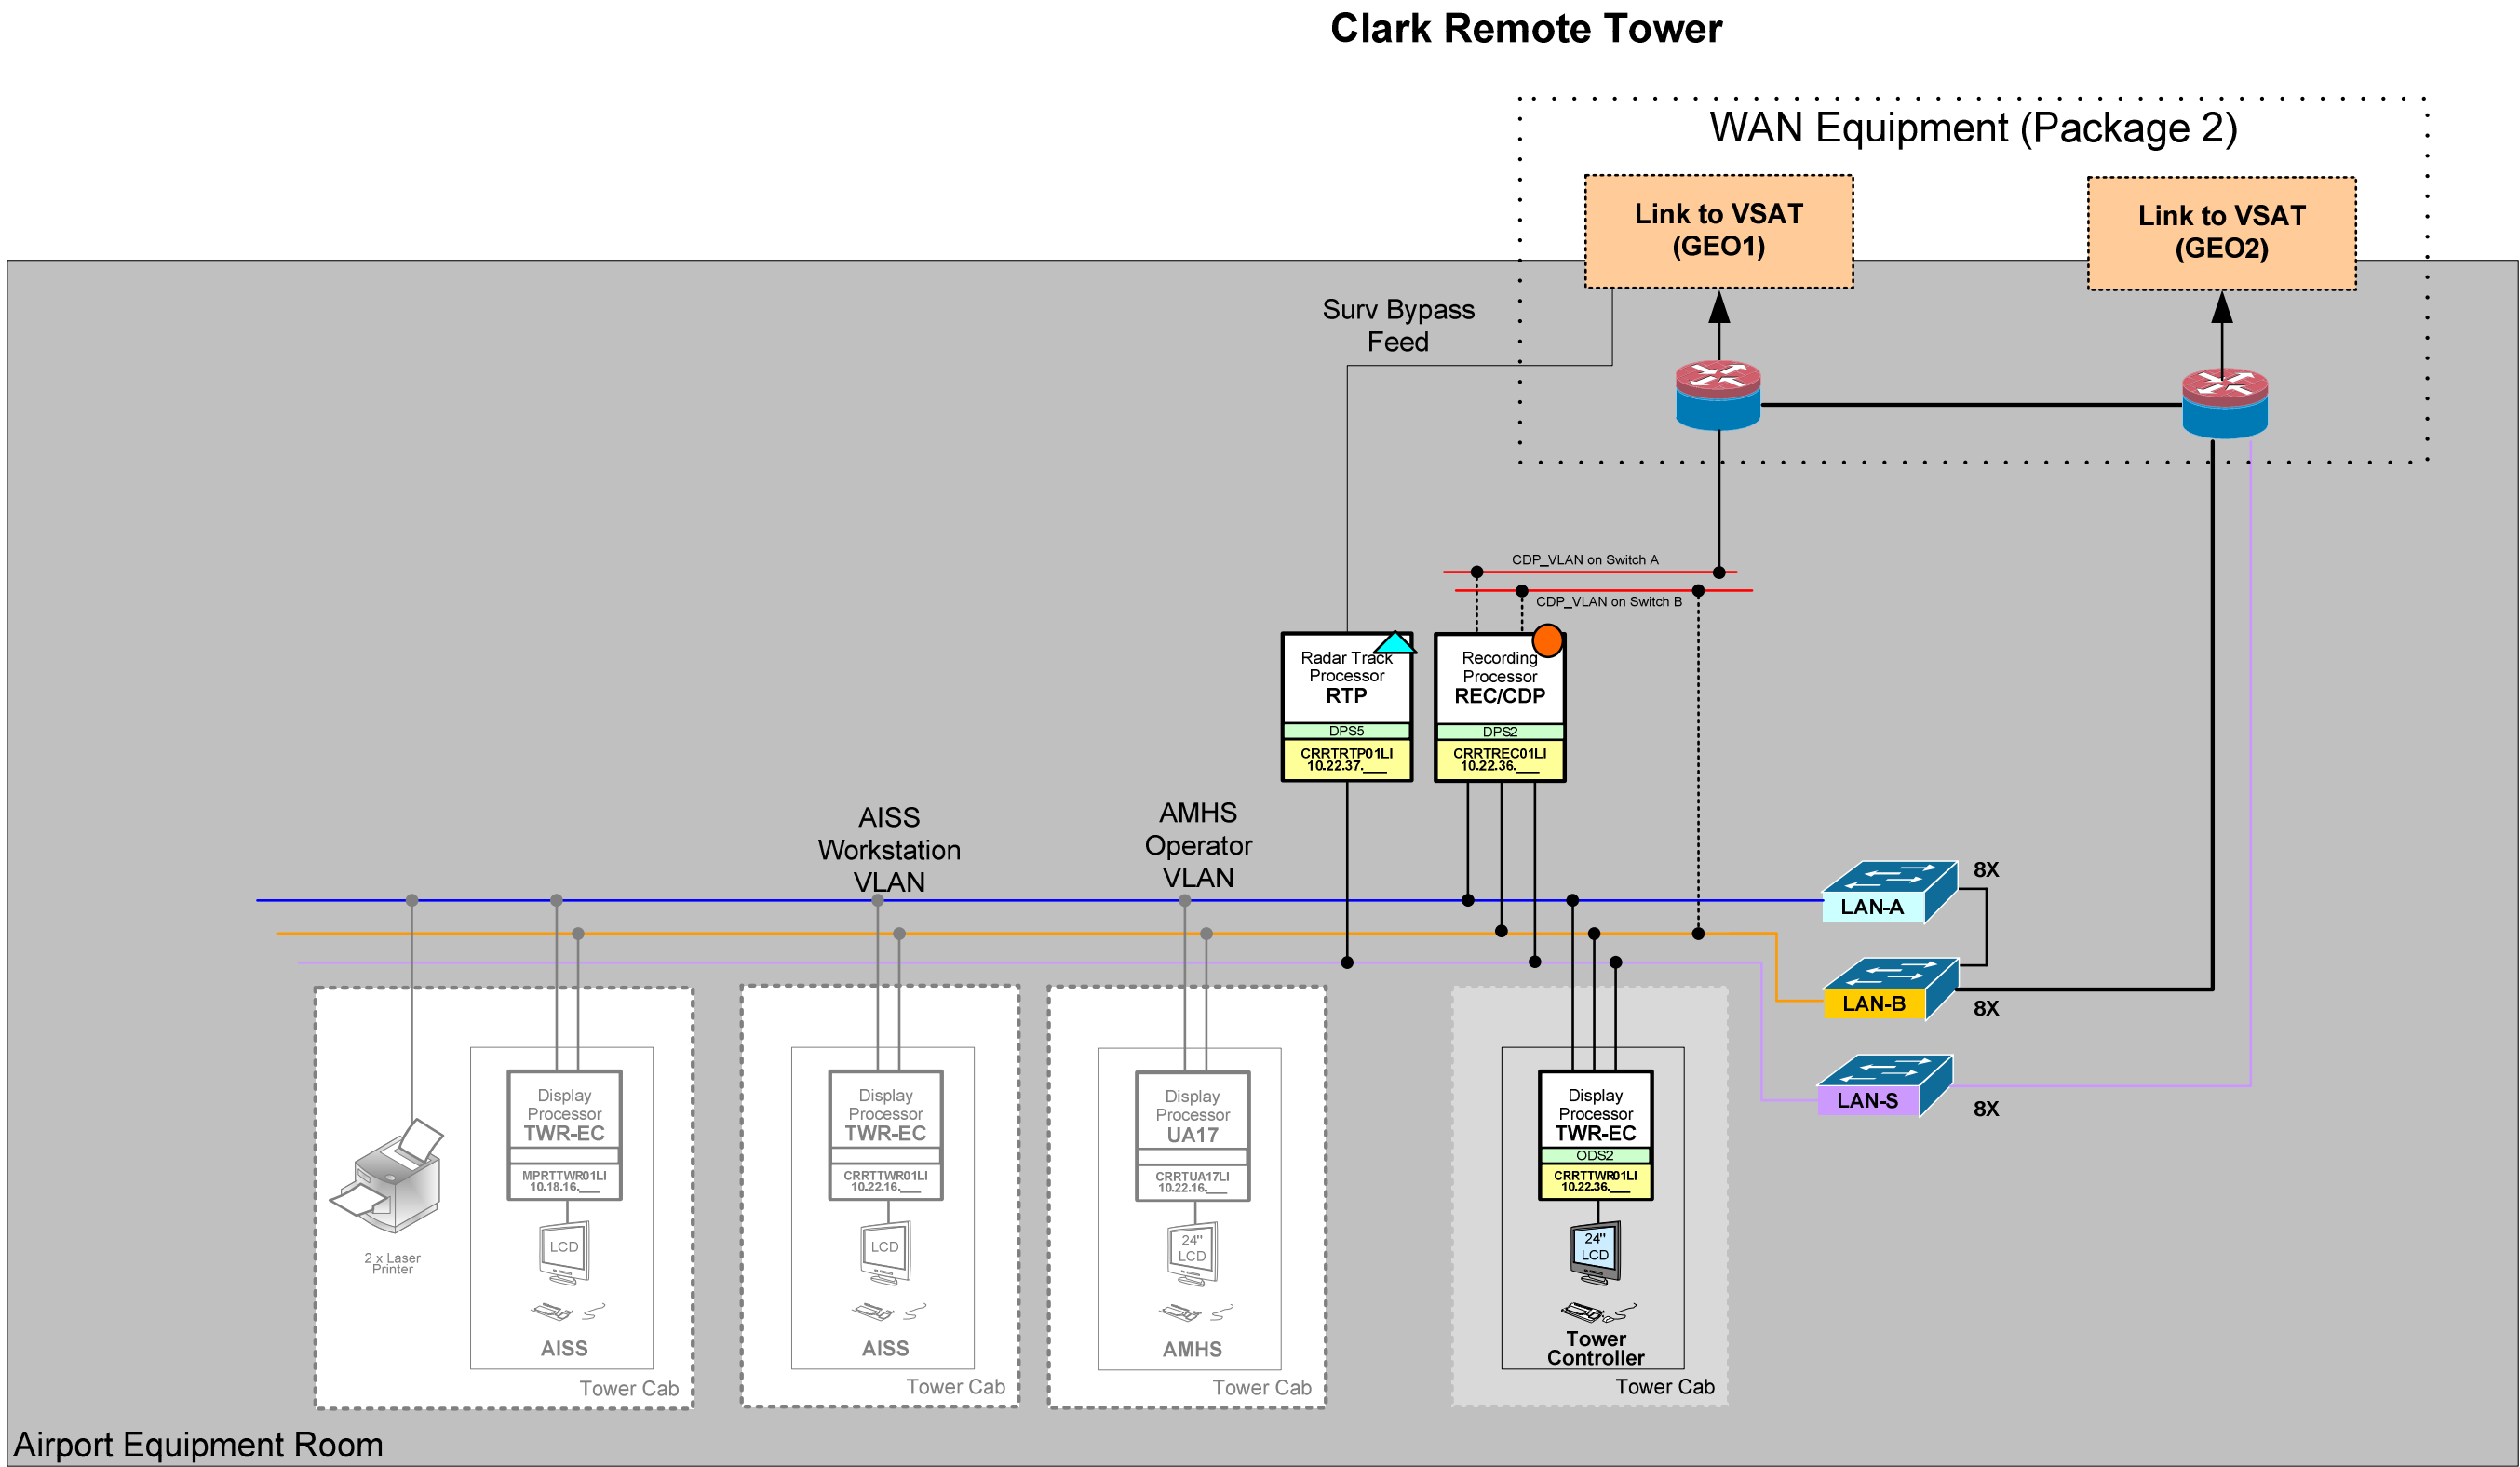 Clark Remote Tower
WAN Equipment (Package 2)
Link to VSAT
(GEO1)
Link to VSAT
(GEO2)
Surv Bypass
Feed
CDP_VLAN on Switch A
CDP_VLAN on Switch B
Radar Track
Processor
RTP
DPS5
CRRTRTP01LI
10.22.37.___
Recording
Processor
REC/CDP
DPS2
CRRTREC01LI
10.22.36.___
AISS
Workstation
VLAN
AMHS
Operator
VLAN
8X
LAN-A
LAN-B
8X
LAN-S
8X
2 x Laser
Printer
Display
Processor
TWR-EC
MPRTTWR01LI
10.18.16.___
LCD
AISS
Tower Cab
Display
Processor
TWR-EC
CRRTTWR01LI
10.22.16.___
LCD
AISS
Tower Cab
Display
Processor
UA17
CRRTUA17LI
10.22.16.___
24"
LCD
AMHS
Tower Cab
Display
Processor
TWR-EC
ODS2
CRRTTWR01LI
10.22.36.___
24"
LCD
Tower
Controller
Tower Cab
Airport Equipment Room